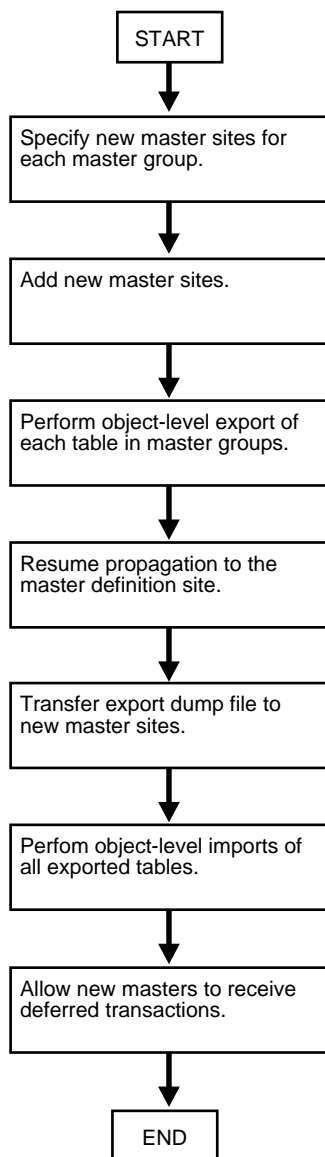 START
Specify new master sites for
each master group.
Add new master sites.
Perform object-level export of
each table in master groups.
Resume propagation to the
master definition site.
Transfer export dump file to
new master sites.
Perfom object-level imports of
all exported tables.
Allow new masters to receive
deferred transactions.
END